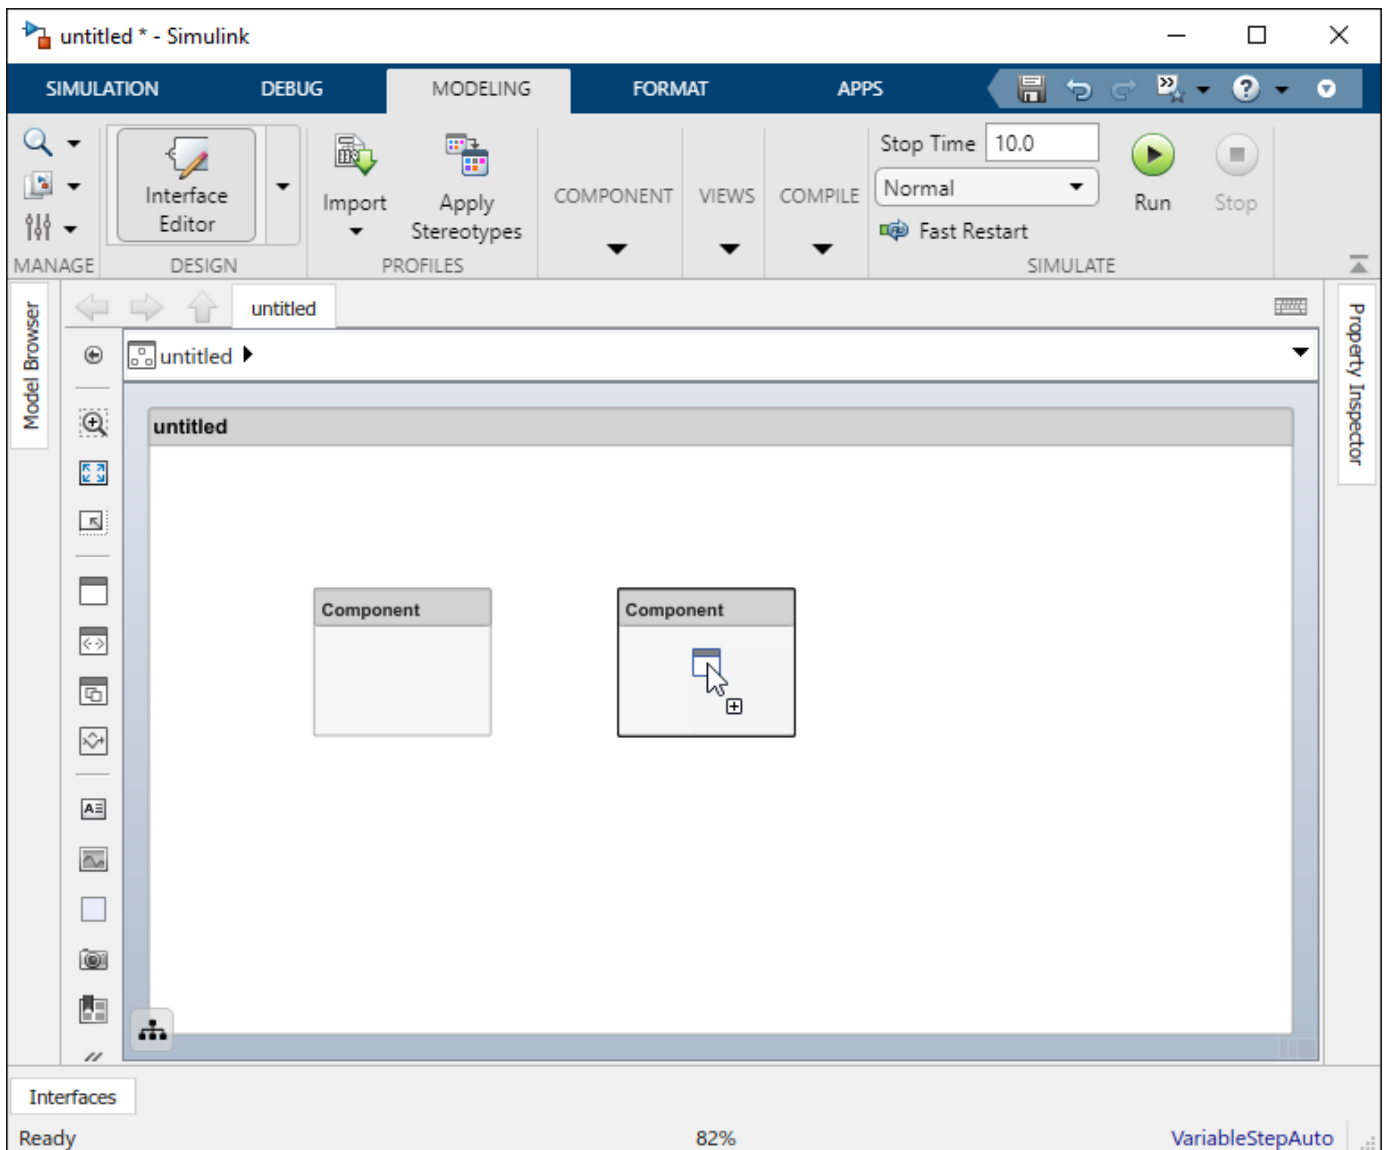 untitled * - Simulink
SIMULATION DEBUG MODELING FORMAT APPS
Stop Time 10.0
Interface Editor
Import
Apply Stereotypes
COMPONENT
VIEWS
COMPILE
Normal
Fast Restart
Run
Stop
MANAGE DESIGN PROFILES SIMULATE
Model Browser
untitled
Property Inspector
untitled
untitled
Component Component
Interfaces
Ready 82% VariableStepAuto